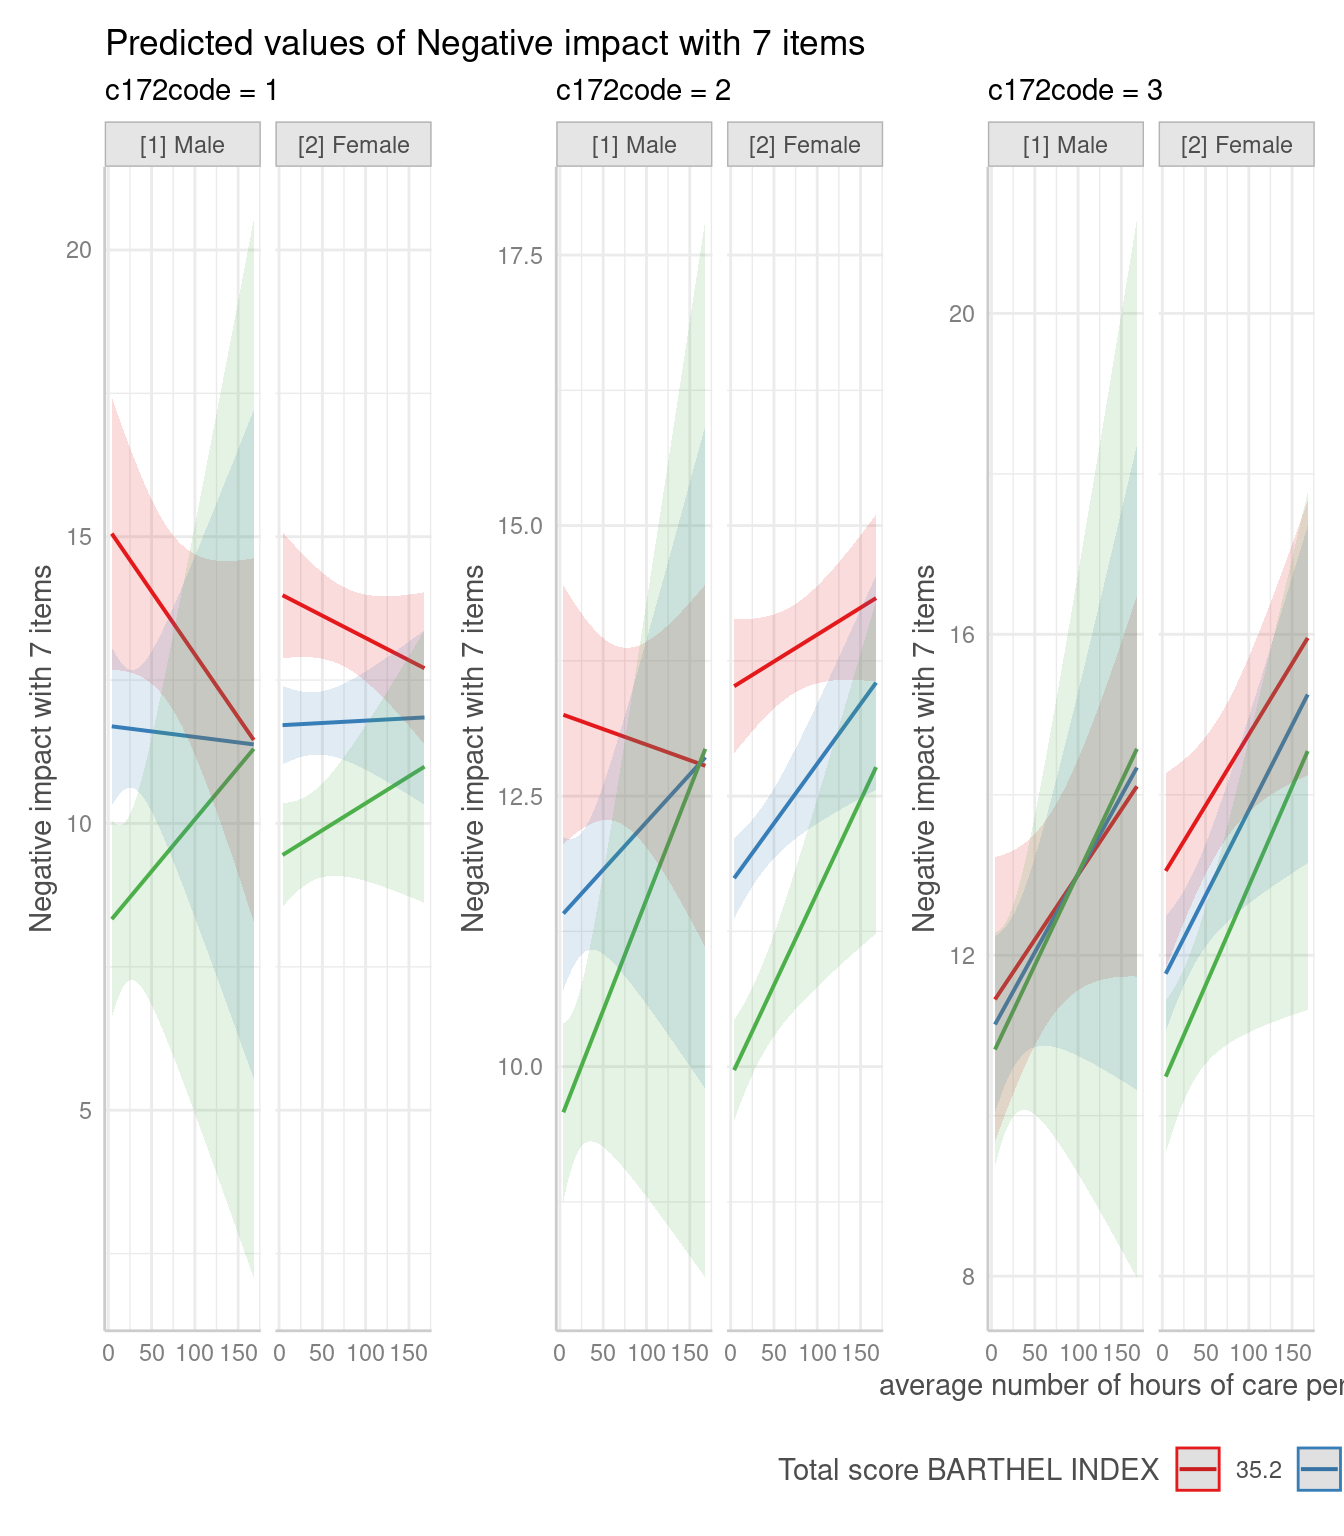 Predicted values of Negative impact with 7 items
c172code = 1
c172code = 2
c172code = 3
[1] Male
[2] Female
[1] Male
[2] Female
[1] Male
[2] Female
Negative impact with 7 items
20
15
10
5
0 50 100 150
0 50 100 150
Negative impact with 7 items
17.5
15.0
12.5
10.0
0 50 100 150
0 50 100 150
Negative impact with 7 items
20
16
12
8
0 50 100 150
0 50 100 150
average number of hours of care per
Total score BARTHEL INDEX 35.2